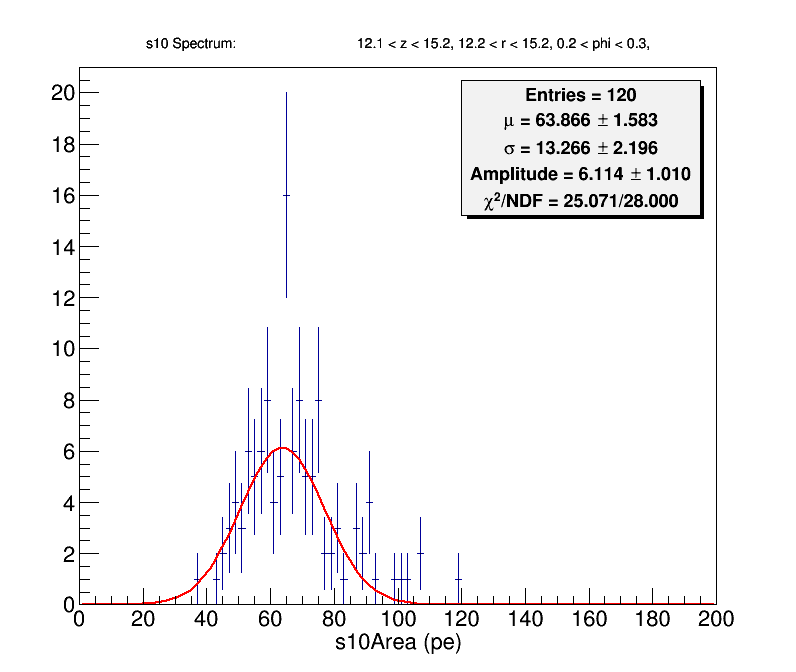 s10 Spectrum: 12.1 < z < 15.2, 12.2 < r < 15.2, 0.2 < phi < 0.3,
Entries = 120
μ = 63.866 ± 1.583
σ = 13.266 ± 2.196
Amplitude = 6.114 ± 1.010
χ²/NDF = 25.071/28.000
20
18
16
14
12
10
8
6
4
2
0
0 20 40 60 80 100 120 140 160 180 200
s10Area (pe)